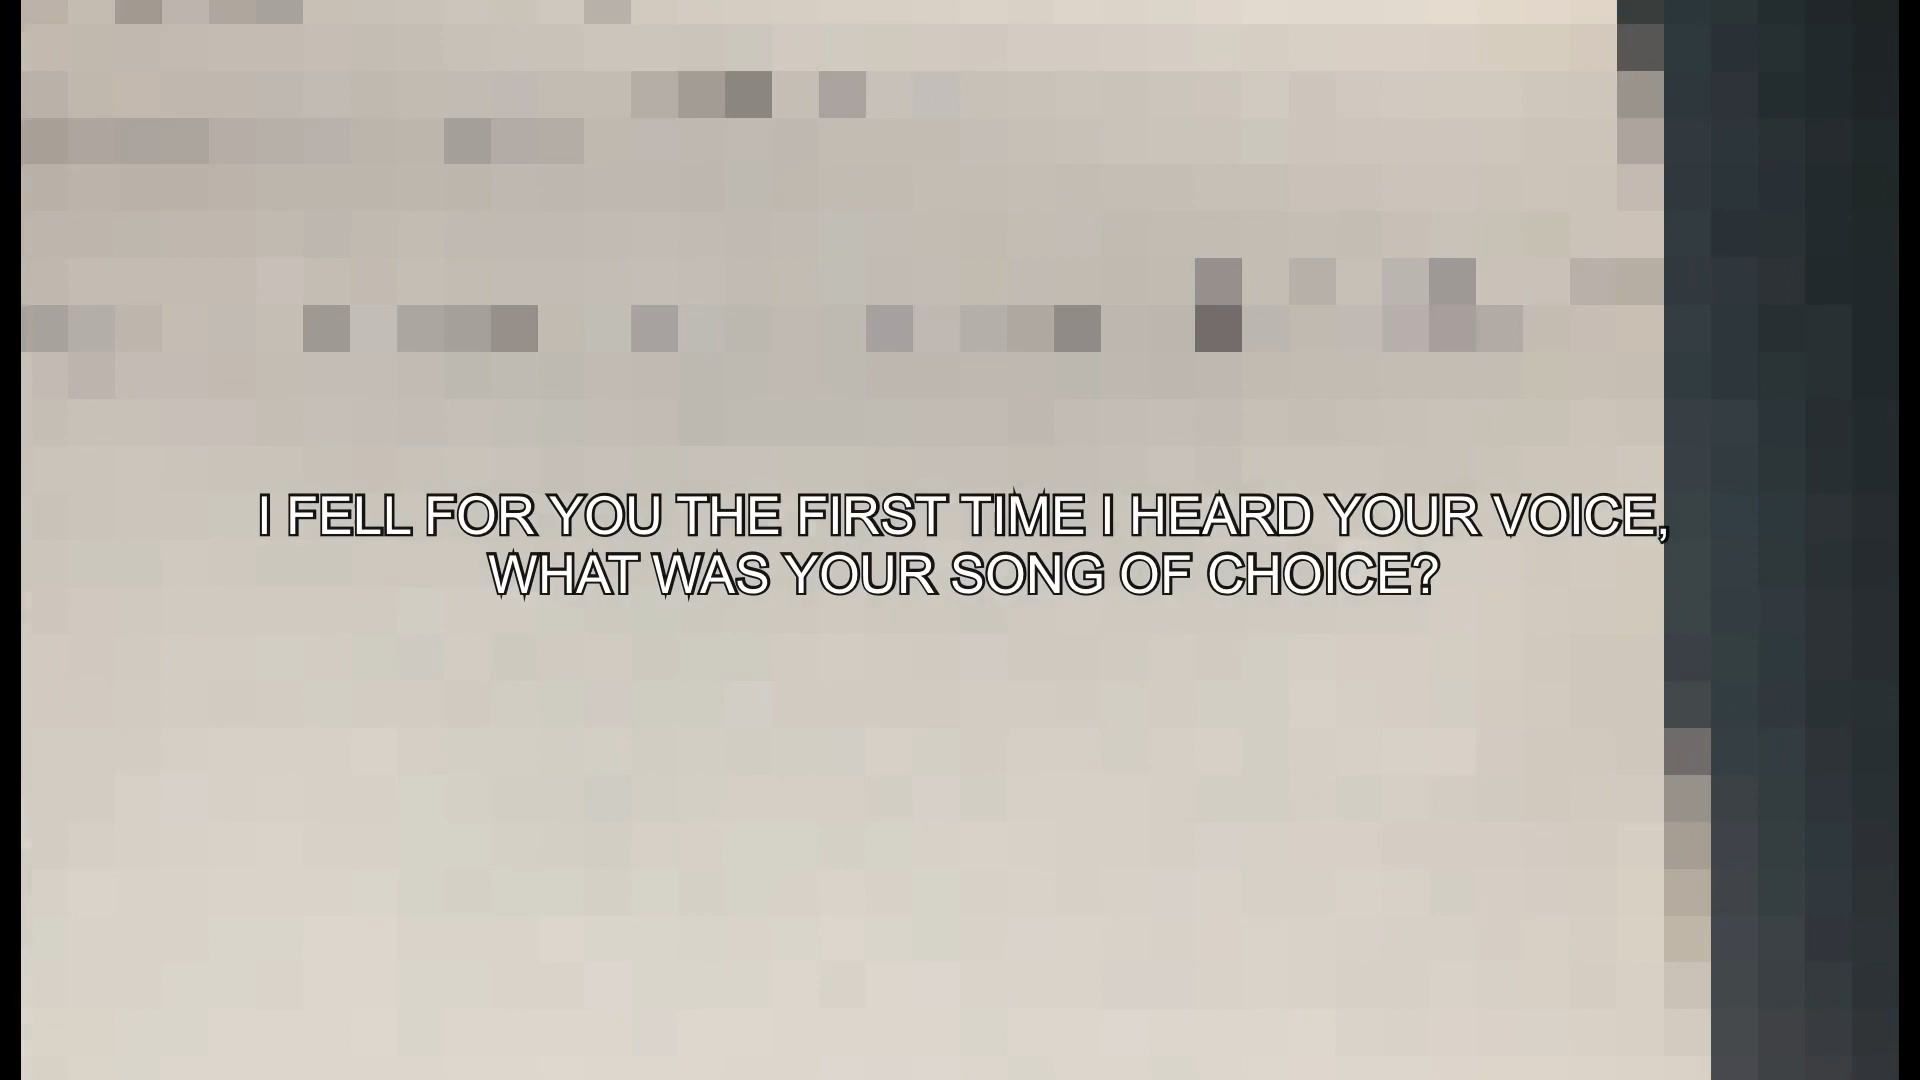 I FELL FOR YOU THE FIRST TIME I HEARD YOUR VOICE,
WHAT WAS YOUR SONG OF CHOICE?